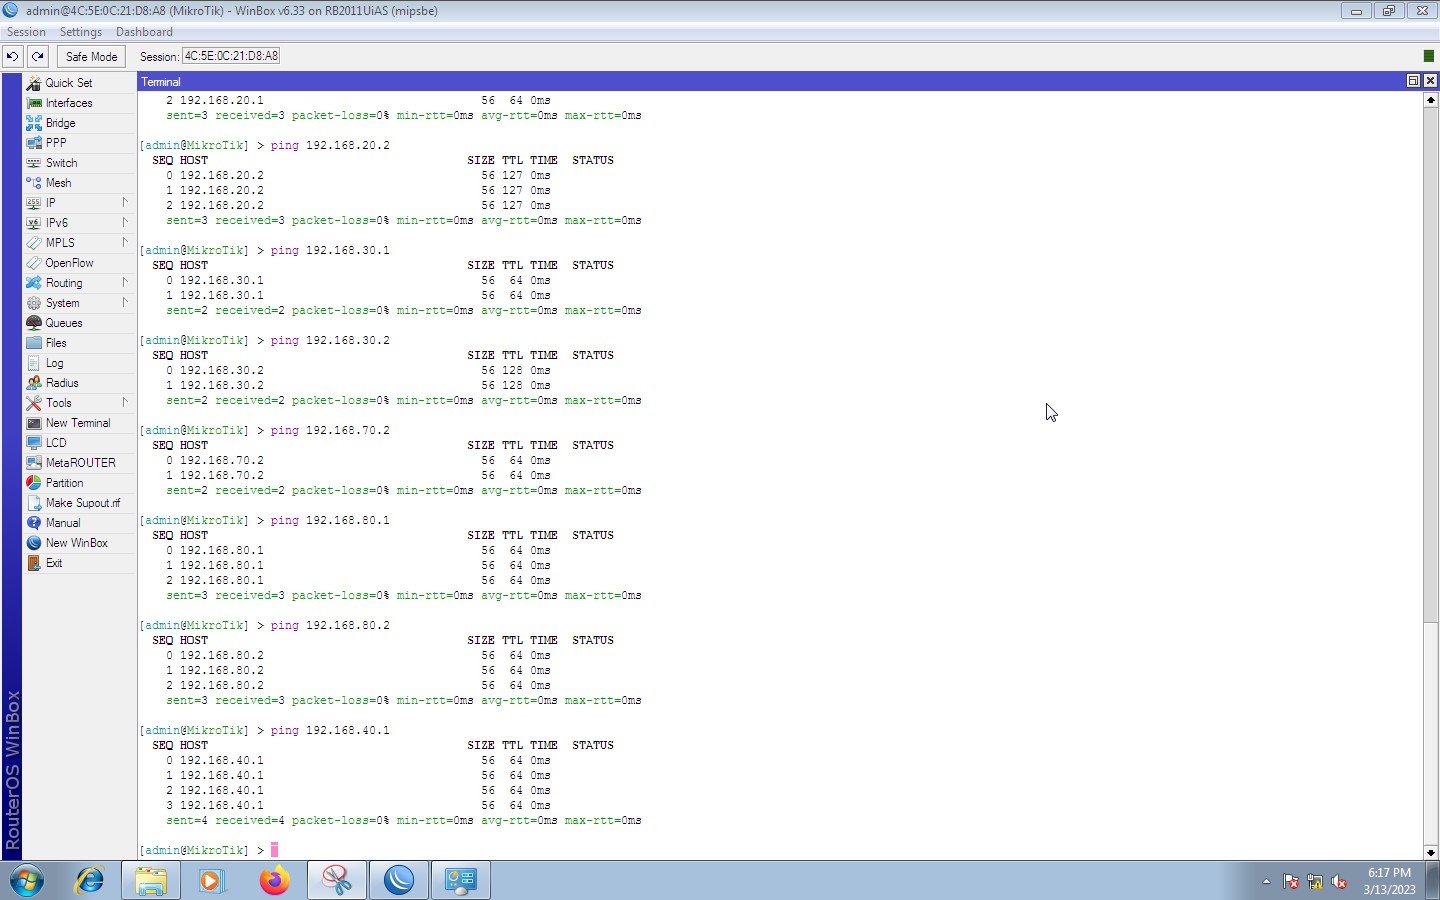 admin@4C:5E:0C:21:D8:A8 (MikroTik) - WinBox v6.33 on RB2011UiAS (mipsbe)
Session Settings Dashboard
Safe Mode Session: 4C:5E:0C:21:D8:A8
Quick Set
Interfaces
Bridge
PPP
Switch
Mesh
IP
IPv6
MPLS
OpenFlow
Routing
System
Queues
Files
Log
Radius
Tools
New Terminal
LCD
MetaROUTER
Partition
Make Supout.rif
Manual
New WinBox
Exit
RouterOS WinBox
Terminal
2 192.168.20.1 56 64 0ms
sent=3 received=3 packet-loss=0% min-rtt=0ms avg-rtt=0ms max-rtt=0ms
[admin@MikroTik] > ping 192.168.20.2
SEQ HOST SIZE TTL TIME STATUS
0 192.168.20.2 56 127 0ms
1 192.168.20.2 56 127 0ms
2 192.168.20.2 56 127 0ms
sent=3 received=3 packet-loss=0% min-rtt=0ms avg-rtt=0ms max-rtt=0ms
[admin@MikroTik] > ping 192.168.30.1
SEQ HOST SIZE TTL TIME STATUS
0 192.168.30.1 56 64 0ms
1 192.168.30.1 56 64 0ms
sent=2 received=2 packet-loss=0% min-rtt=0ms avg-rtt=0ms max-rtt=0ms
[admin@MikroTik] > ping 192.168.30.2
SEQ HOST SIZE TTL TIME STATUS
0 192.168.30.2 56 128 0ms
1 192.168.30.2 56 128 0ms
sent=2 received=2 packet-loss=0% min-rtt=0ms avg-rtt=0ms max-rtt=0ms
[admin@MikroTik] > ping 192.168.70.2
SEQ HOST SIZE TTL TIME STATUS
0 192.168.70.2 56 64 0ms
1 192.168.70.2 56 64 0ms
sent=2 received=2 packet-loss=0% min-rtt=0ms avg-rtt=0ms max-rtt=0ms
[admin@MikroTik] > ping 192.168.80.1
SEQ HOST SIZE TTL TIME STATUS
0 192.168.80.1 56 64 0ms
1 192.168.80.1 56 64 0ms
2 192.168.80.1 56 64 0ms
sent=3 received=3 packet-loss=0% min-rtt=0ms avg-rtt=0ms max-rtt=0ms
[admin@MikroTik] > ping 192.168.80.2
SEQ HOST SIZE TTL TIME STATUS
0 192.168.80.2 56 64 0ms
1 192.168.80.2 56 64 0ms
2 192.168.80.2 56 64 0ms
sent=3 received=3 packet-loss=0% min-rtt=0ms avg-rtt=0ms max-rtt=0ms
[admin@MikroTik] > ping 192.168.40.1
SEQ HOST SIZE TTL TIME STATUS
0 192.168.40.1 56 64 0ms
1 192.168.40.1 56 64 0ms
2 192.168.40.1 56 64 0ms
3 192.168.40.1 56 64 0ms
sent=4 received=4 packet-loss=0% min-rtt=0ms avg-rtt=0ms max-rtt=0ms
[admin@MikroTik] >
6:17 PM
3/13/2023